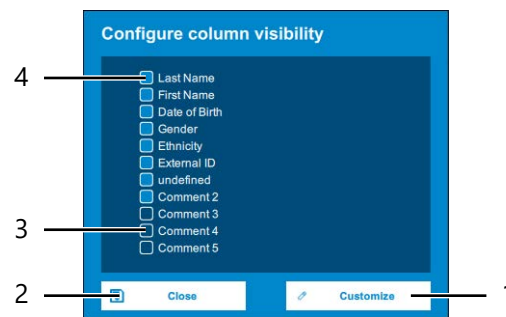 Configure column visibility
4
Last Name
First Name
Date of Birth
Gender
Ethnicity
External ID
undefined
Comment 2
Comment 3
3
Comment 4
Comment 5
2
Close
Customize
1